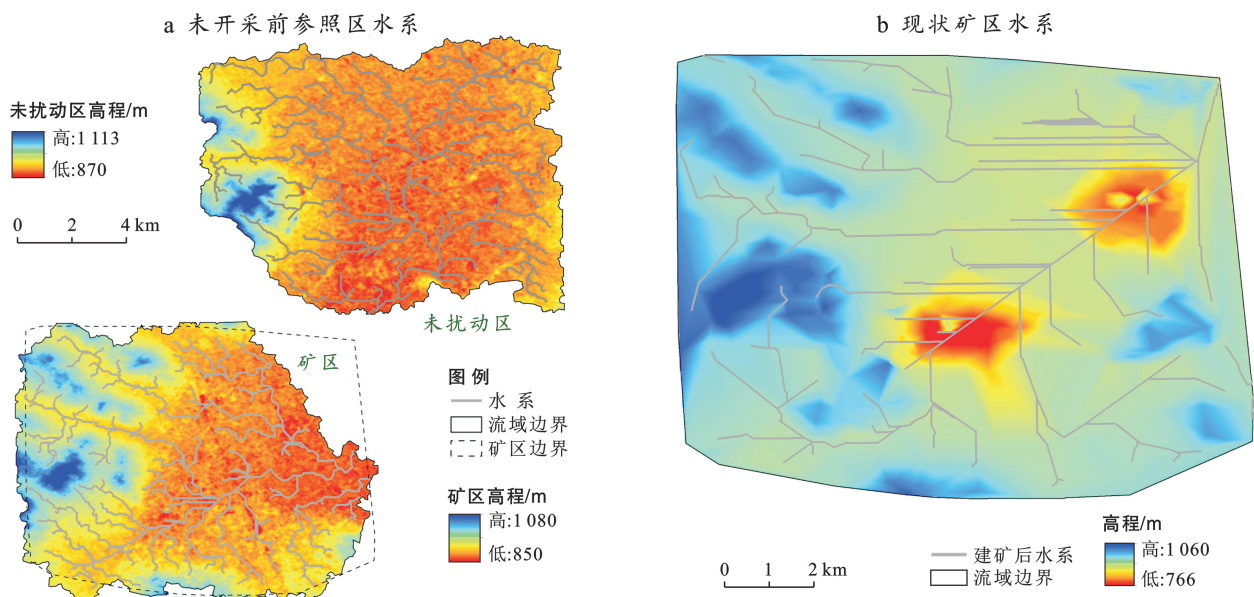 a 未开采前参照区水系
未扰动区高程/m
高:1 113
低:870
0 2 4 km
未扰动区
矿区
图 例
水 系
流域边界
矿区边界
矿区高程/m
高:1 080
低:850
b 现状矿区水系
0 1 2 km
建矿后水系
流域边界
高程/m
高:1 060
低:766